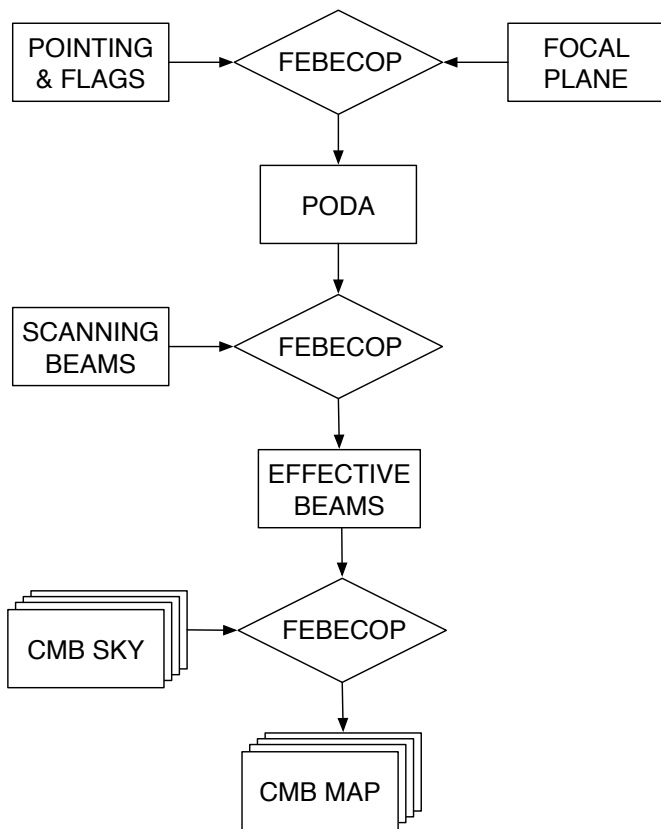 POINTING
& FLAGS
FEBECOP
FOCAL
PLANE
PODA
SCANNING
BEAMS
FEBECOP
EFFECTIVE
BEAMS
CMB SKY
FEBECOP
CMB MAP